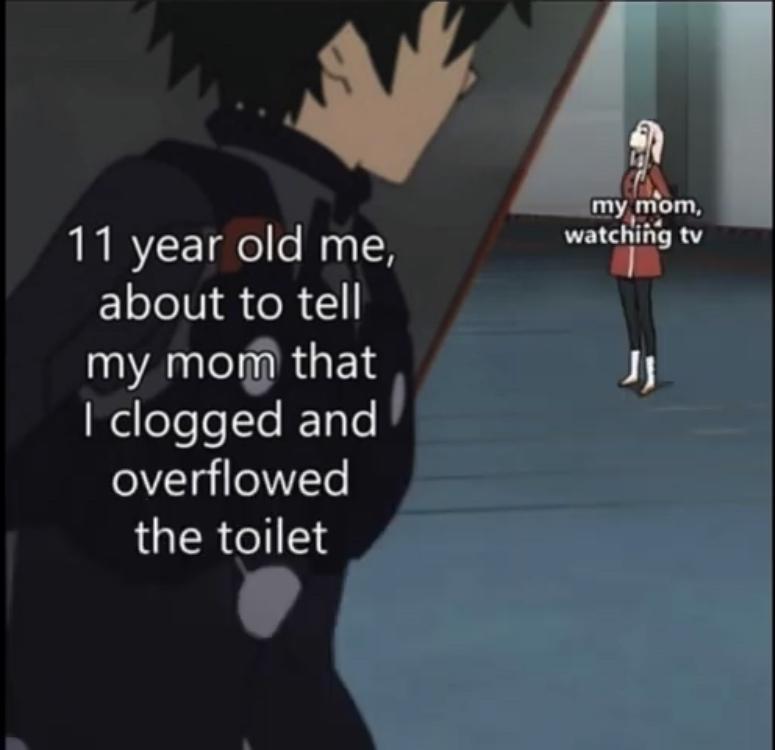 11 year old me,
about to tell
my mom that
I clogged and
overflowed
the toilet
my mom,
watching tv